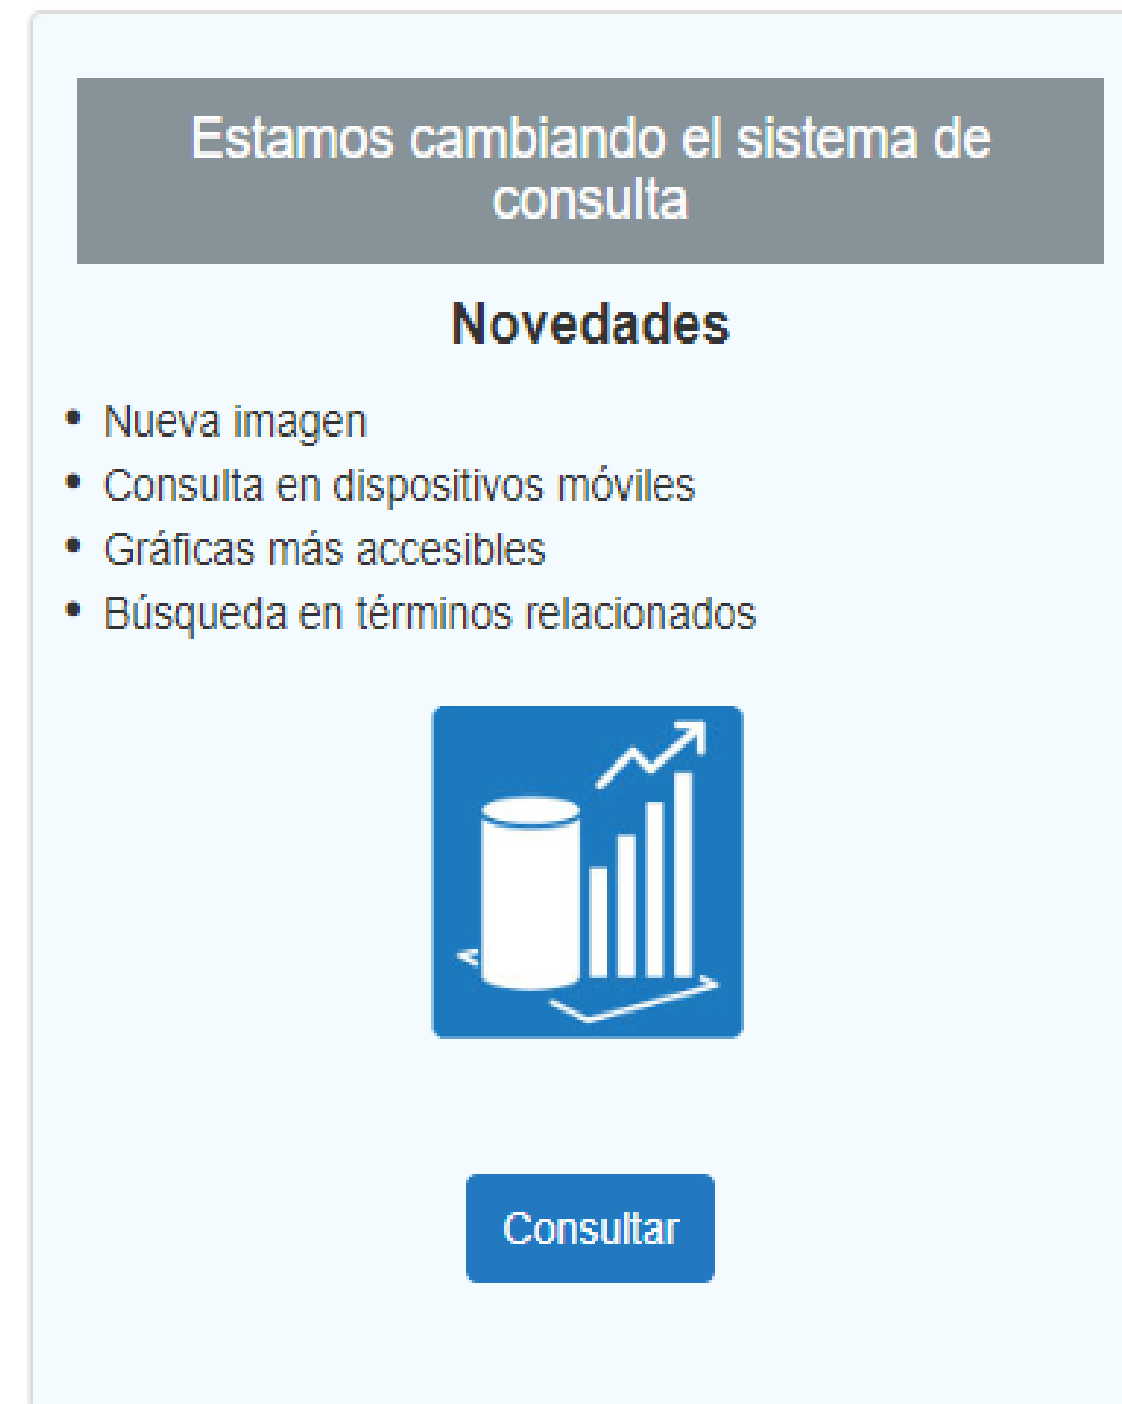 Estamos cambiando el sistema de
consulta
Novedades
• Nueva imagen
• Consulta en dispositivos móviles
• Gráficas más accesibles
• Búsqueda en términos relacionados
Consultar